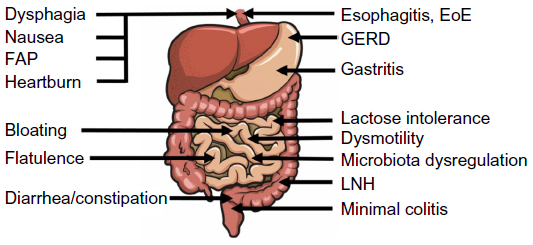 Dysphagia
Nausea
FAP
Heartburn
Bloating
Flatulence
Diarrhea/constipation
Esophagitis, EoE
GERD
Gastritis
Lactose intolerance
Dysmotility
Microbiota dysregulation
LNH
Minimal colitis